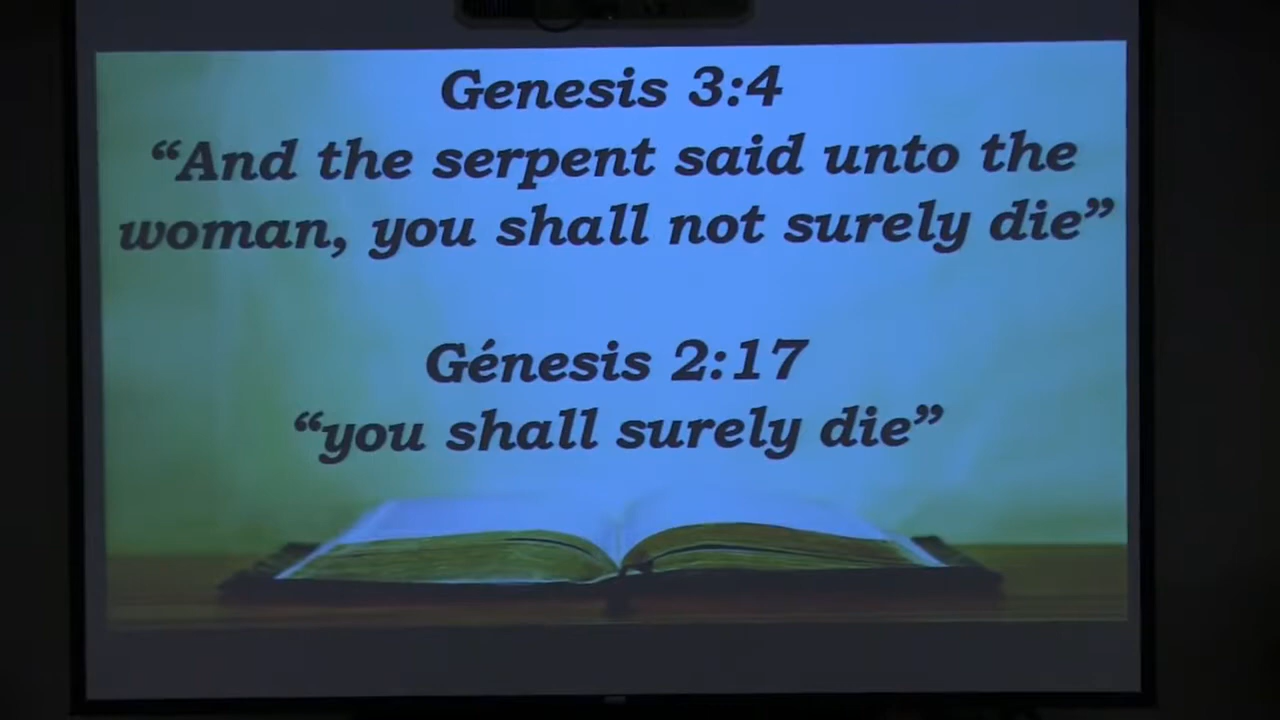 Genesis 3:4
“And the serpent said unto the
woman, you shall not surely die”
Génesis 2:17
“you shall surely die”